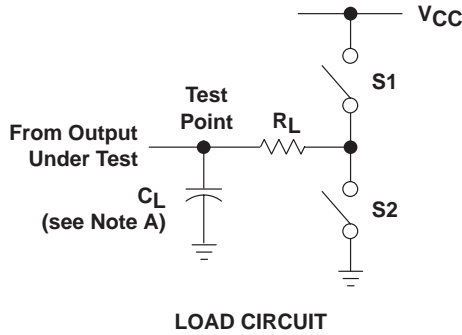 VCC
S1
Test
Point
RL
From Output
Under Test
CL
(see Note A)
S2
LOAD CIRCUIT